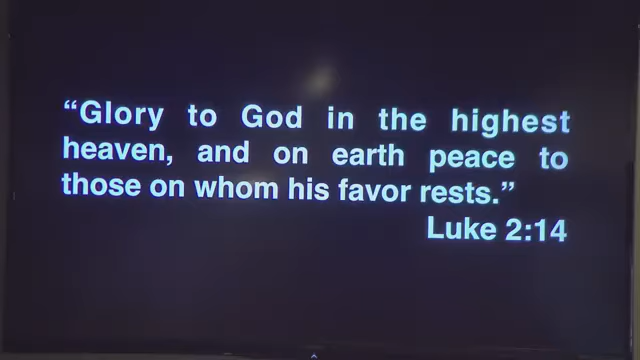 “Glory to God in the highest
heaven, and on earth peace to
those on whom his favor rests.”
Luke 2:14